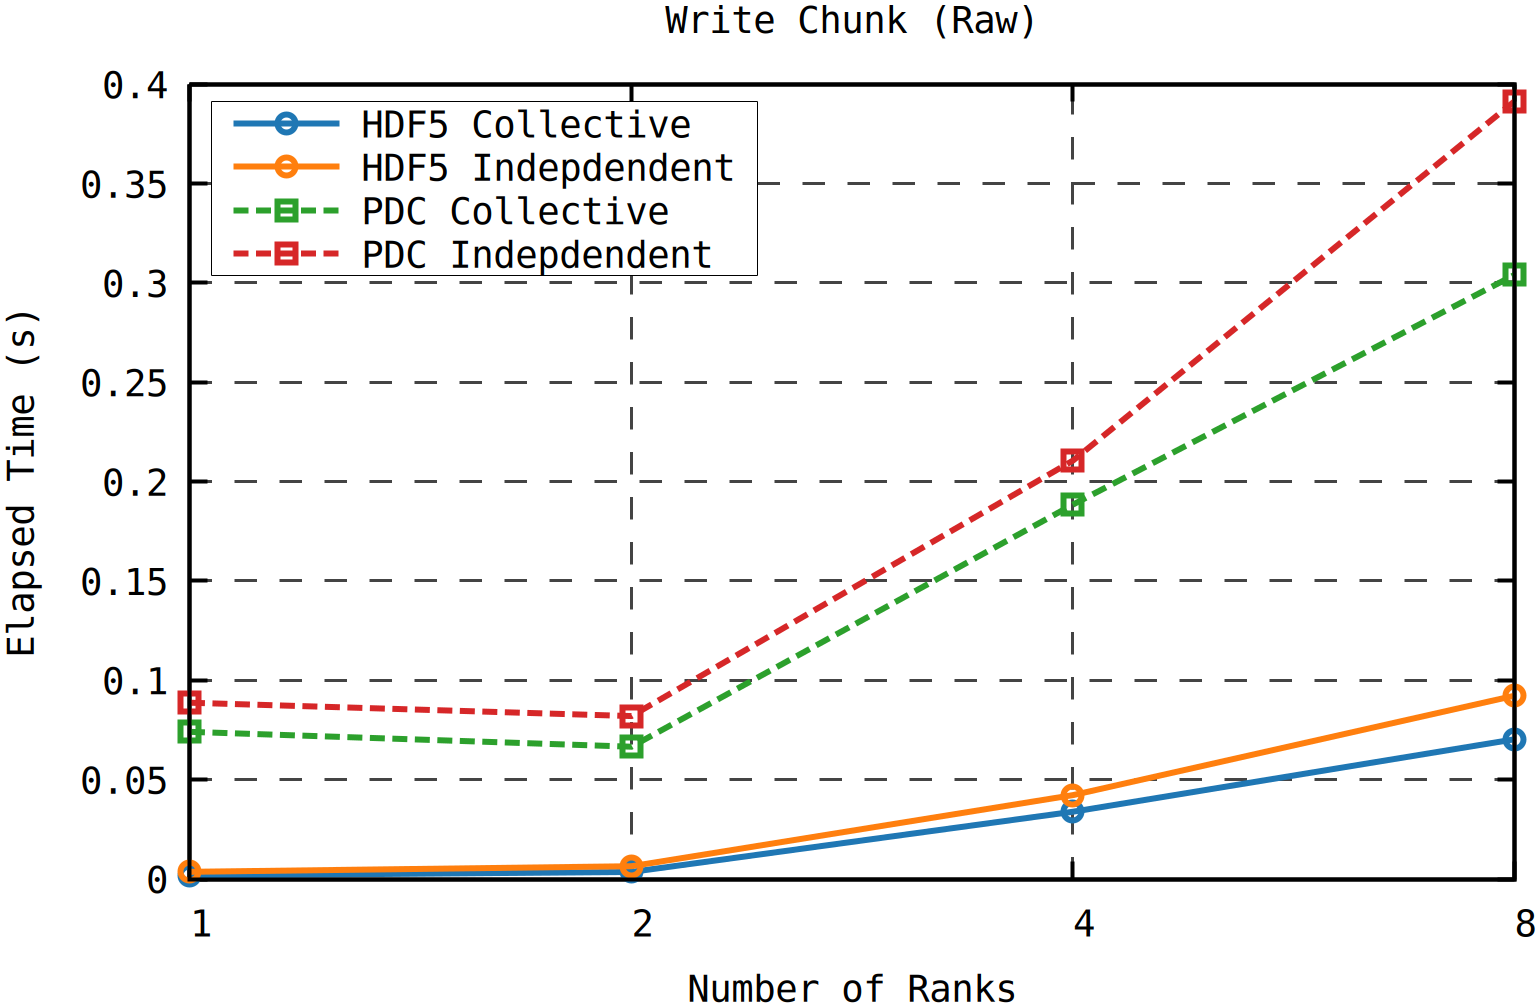 Write Chunk (Raw)
0.4
0.35
0.3
0.25
0.2
0.15
0.1
0.05
0
Elapsed Time (s)
HDF5 Collective
HDF5 Indepdendent
PDC Collective
PDC Indepdendent
1 2 4 8
Number of Ranks